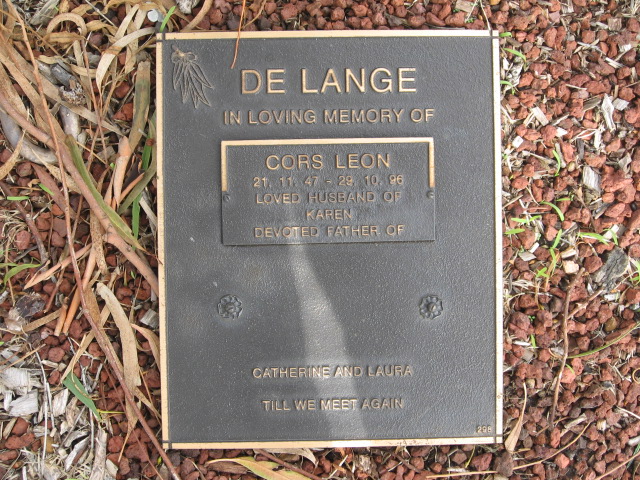 DE LANGE
IN LOVING MEMORY OF
CORS LEON
21. 11. 47 - 29. 10. 96
LOVED HUSBAND OF
KAREN
DEVOTED FATHER OF
CATHERINE AND LAURA
TILL WE MEET AGAIN
298